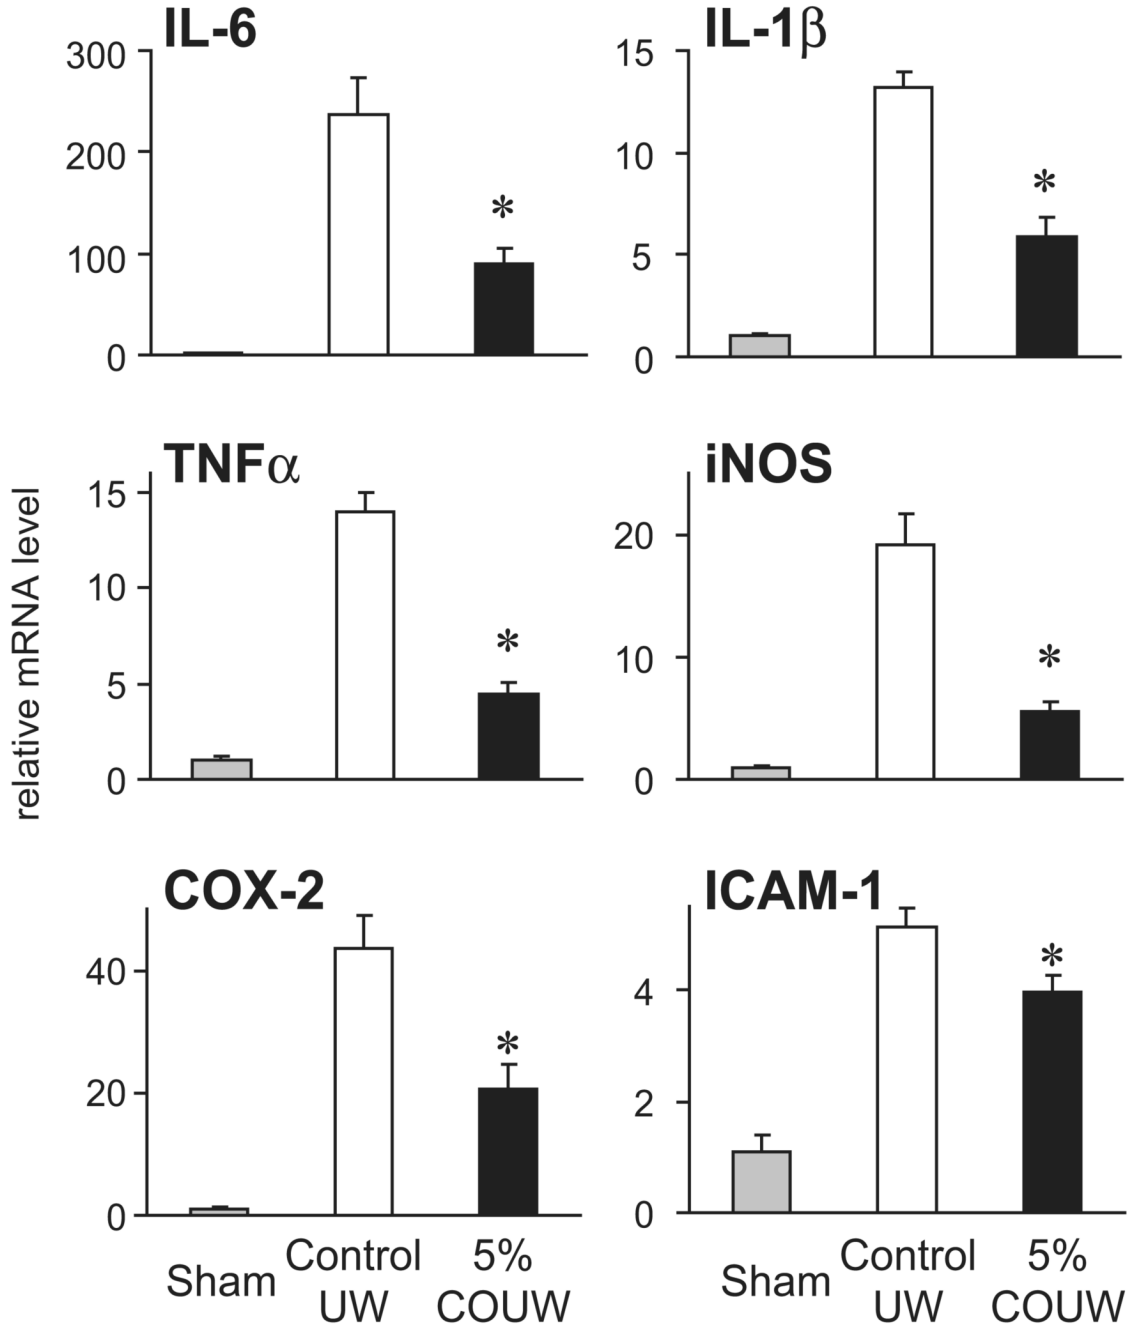 IL-6
300
200
100
0
*
IL-1β
15
10
5
0
*
relative mRNA level
TNFα
15
10
5
0
*
iNOS
20
10
0
*
COX-2
40
20
0
*
Sham
Control
UW
5%
COUW
ICAM-1
4
2
0
*
Sham
Control
UW
5%
COUW